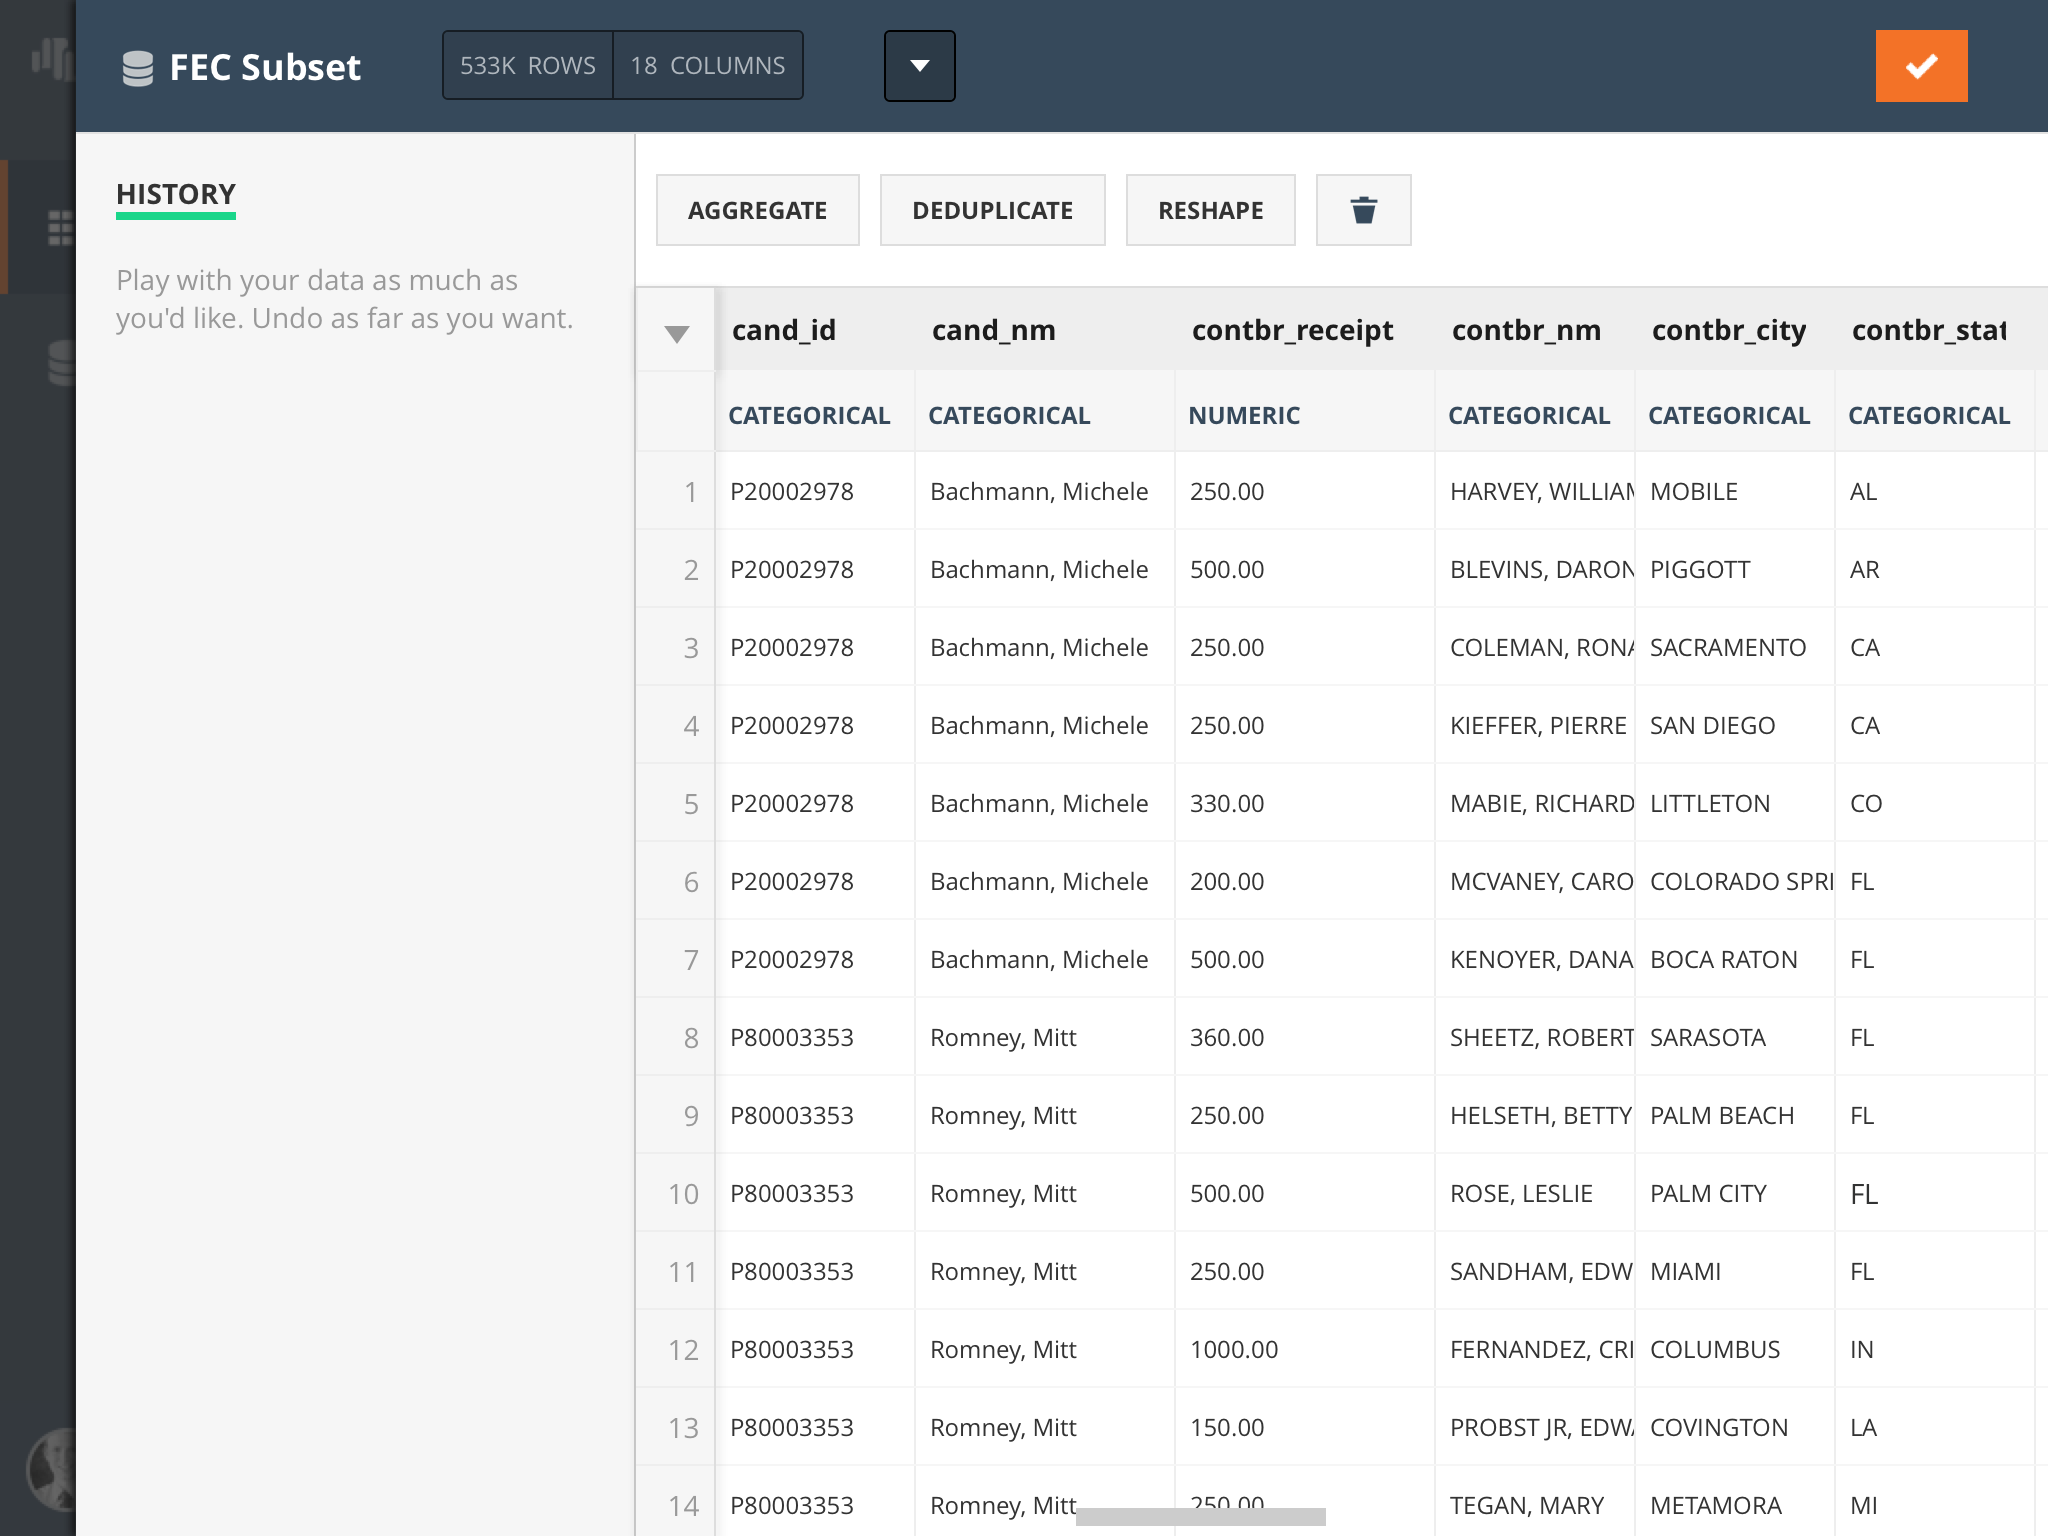 FEC Subset
533K ROWS 18 COLUMNS
HISTORY
Play with your data as much as
you'd like. Undo as far as you want.
AGGREGATE DEDUPLICATE RESHAPE
cand_id cand_nm contbr_receipt contbr_nm contbr_city contbr_stat
CATEGORICAL CATEGORICAL NUMERIC CATEGORICAL CATEGORICAL CATEGORICAL
1 P20002978 Bachmann, Michele 250.00 HARVEY, WILLIAM MOBILE AL
2 P20002978 Bachmann, Michele 500.00 BLEVINS, DARON PIGGOTT AR
3 P20002978 Bachmann, Michele 250.00 COLEMAN, RONA SACRAMENTO CA
4 P20002978 Bachmann, Michele 250.00 KIEFFER, PIERRE SAN DIEGO CA
5 P20002978 Bachmann, Michele 330.00 MABIE, RICHARD LITTLETON CO
6 P20002978 Bachmann, Michele 200.00 MCVANEY, CARO COLORADO SPRI FL
7 P20002978 Bachmann, Michele 500.00 KENOYER, DANA BOCA RATON FL
8 P80003353 Romney, Mitt 360.00 SHEETZ, ROBERT SARASOTA FL
9 P80003353 Romney, Mitt 250.00 HELSETH, BETTY PALM BEACH FL
10 P80003353 Romney, Mitt 500.00 ROSE, LESLIE PALM CITY FL
11 P80003353 Romney, Mitt 250.00 SANDHAM, EDW MIAMI FL
12 P80003353 Romney, Mitt 1000.00 FERNANDEZ, CRI COLUMBUS IN
13 P80003353 Romney, Mitt 150.00 PROBST JR, EDWA COVINGTON LA
14 P80003353 Romney, Mitt 250.00 TEGAN, MARY METAMORA MI